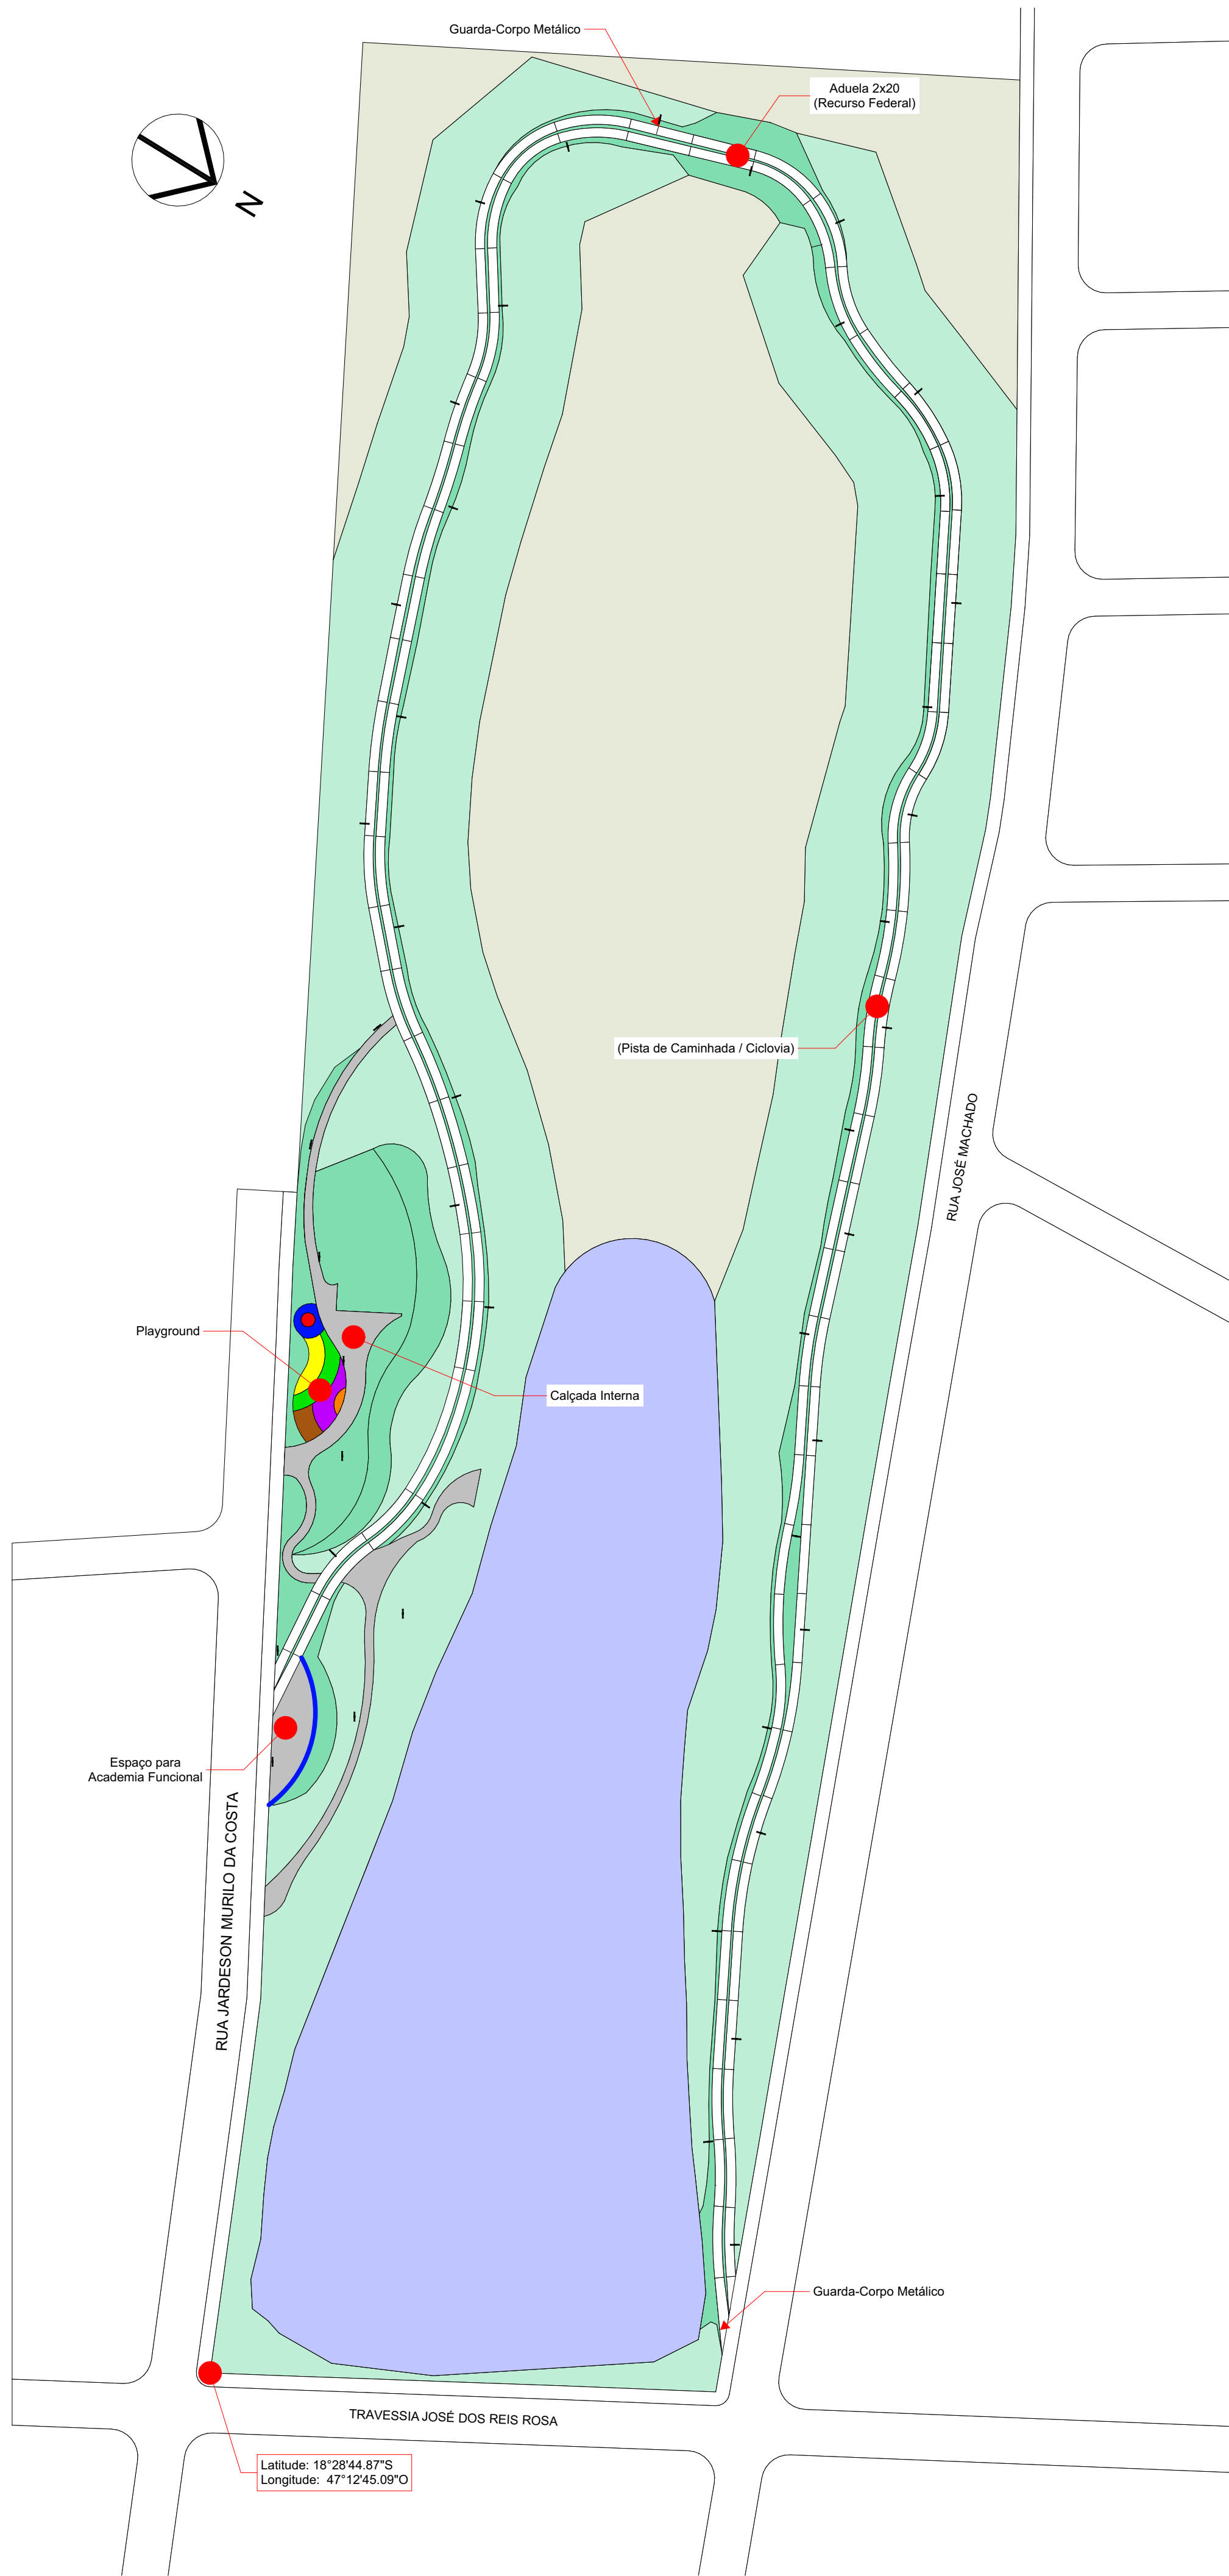 Guarda-Corpo Metálico
Aduela 2x20
(Recurso Federal)
N
(Pista de Caminhada / Ciclovia)
RUA JOSÉ MACHADO
Playground
Calçada Interna
Espaço para
Academia Funcional
RUA JARDESON MURILO DA COSTA
Guarda-Corpo Metálico
TRAVESSIA JOSÉ DOS REIS ROSA
Latitude: 18°28'44.87"S
Longitude: 47°12'45.09"O